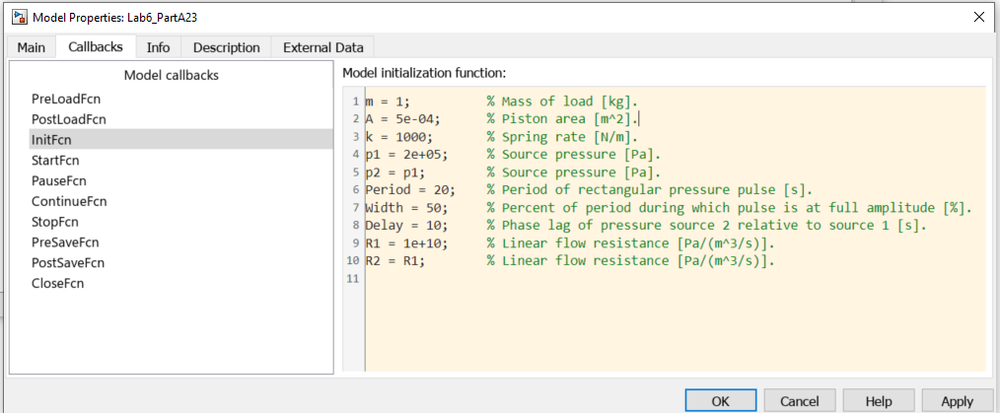 Model Properties: Lab6_PartA23
Main Callbacks Info Description External Data
Model callbacks
PreLoadFcn
PostLoadFcn
InitFcn
StartFcn
PauseFcn
ContinueFcn
StopFcn
PreSaveFcn
PostSaveFcn
CloseFcn
Model initialization function:
1 m = 1; % Mass of load [kg].
2 A = 5e-04; % Piston area [m^2].
3 k = 1000; % Spring rate [N/m].
4 p1 = 2e+05; % Source pressure [Pa].
5 p2 = p1; % Source pressure [Pa].
6 Period = 20; % Period of rectangular pressure pulse [s].
7 Width = 50; % Percent of period during which pulse is at full amplitude [%].
8 Delay = 10; % Phase lag of pressure source 2 relative to source 1 [s].
9 R1 = 1e+10; % Linear flow resistance [Pa/(m^3/s)].
10 R2 = R1; % Linear flow resistance [Pa/(m^3/s)].
11
OK Cancel Help Apply